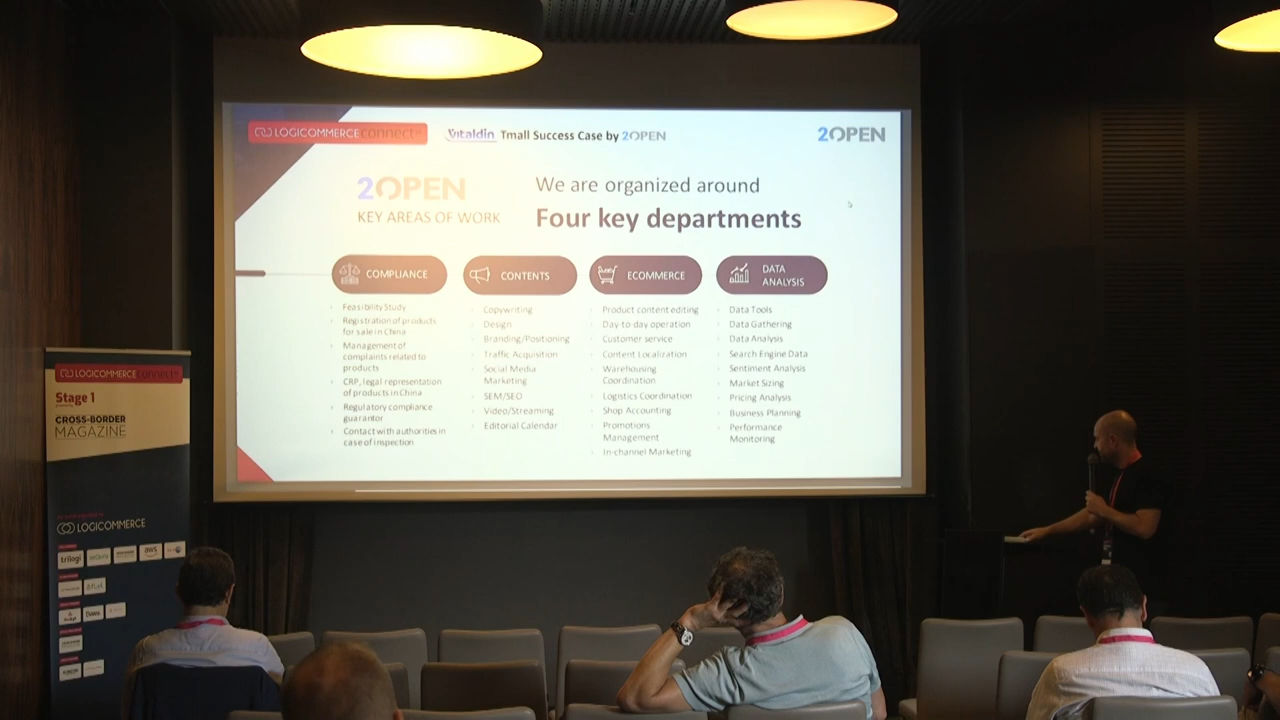 LOGICOMMERCE connect
Vitaldin Tmall Success Case by 2OPEN
2OPEN
2OPEN
KEY AREAS OF WORK
We are organized around
Four key departments
COMPLIANCE
Feasibility Study
Registration of products
for sale in China
Management of
complaints related to
products
CRP, legal representation
of products in China
Regulatory compliance
guarantor
Contact with authorities in
case of inspection
CONTENTS
Copywriting
Design
Branding/Positioning
Traffic Acquisition
Social Media
Marketing
SEM/SEO
Video/Streaming
Editorial Calendar
ECOMMERCE
Product content editing
Day-to-day operation
Customer service
Content Localization
Warehousing
Coordination
Logistics Coordination
Shop Accounting
Promotions
Management
In-channel Marketing
DATA
ANALYSIS
Data Tools
Data Gathering
Data Analysis
Search Engine Data
Sentiment Analysis
Market Sizing
Pricing Analysis
Business Planning
Performance
Monitoring
LOGICOMMERCE connect
Stage 1
CROSS-BORDER
MAGAZINE
LOGICOMMERCE
trilogi
aws